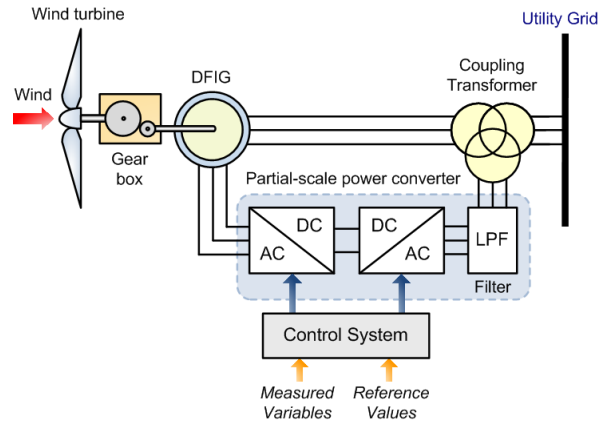 Wind turbine
Utility Grid
DFIG
Coupling
Transformer
Wind
Gear
box
Partial-scale power converter
DC
AC
DC
AC
LPF
Filter
Control System
Measured
Variables
Reference
Values